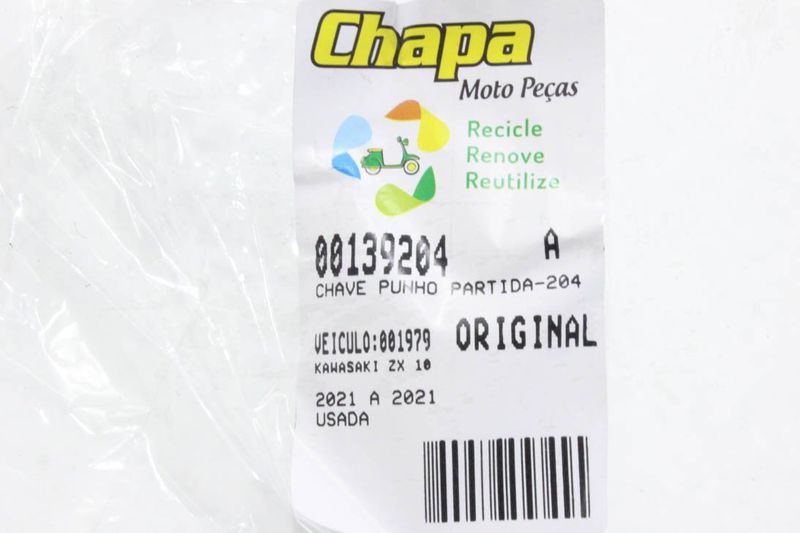 Chapa
Moto Peças
Recicle
Renove
Reutilize
00139204 A
CHAVE PUNHO PARTIDA-204
VEICULO:001979 ORIGINAL
KAWASAKI ZX 10
2021 A 2021
USADA